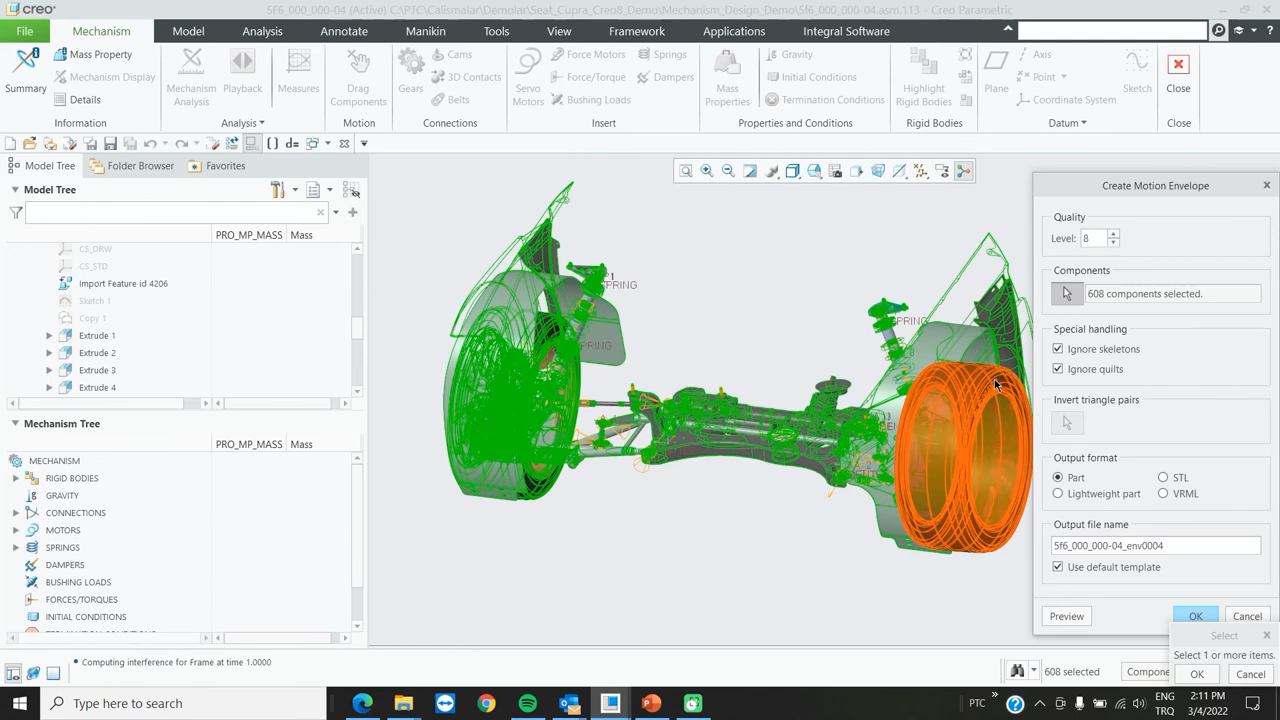 creo
5F6_000_000-04 (Active) C:\PTC\Calismalar\Demolar\Seat_Cupra_Creo8_Demo\Mechanism_Design_Demo\5f6_000_000-04.asm.113 - Creo Parametric
File Mechanism Model Analysis Annotate Manikin Tools View Framework Applications Integral Software
Summary
Mass Property
Mechanism Display
Details
Information
Mechanism Analysis
Playback
Measures
Analysis
Drag Components
Motion
Gears
Cams
3D Contacts
Belts
Connections
Servo Motors
Force Motors
Force/Torque
Bushing Loads
Springs
Dampers
Insert
Mass Properties
Gravity
Initial Conditions
Termination Conditions
Properties and Conditions
Highlight Rigid Bodies
Rigid Bodies
Plane
Axis
Point
Coordinate System
Sketch
Datum
Close
Close
Model Tree Folder Browser Favorites
Model Tree
PRO_MP_MASS Mass
CS_DRW
CS_STD
Import Feature id 4206
Sketch 1
Copy 1
Extrude 1
Extrude 2
Extrude 3
Extrude 4
Mechanism Tree
PRO_MP_MASS Mass
MECHANISM
RIGID BODIES
GRAVITY
CONNECTIONS
MOTORS
SPRINGS
DAMPERS
BUSHING LOADS
FORCES/TORQUES
INITIAL CONDITIONS
PRING
PRING
PRING
Create Motion Envelope
Quality
Level: 8
Components
608 components selected.
Special handling
Ignore skeletons
Ignore quilts
Invert triangle pairs
Output format
Part STL
Lightweight part VRML
Output file name
5f6_000_000-04_env0004
Use default template
Preview OK Cancel
Select
Select 1 or more items.
OK Cancel
• Computing interference for Frame at time 1.0000
608 selected
Compone
Type here to search
PTC
ENG
TRQ
2:11 PM
3/4/2022